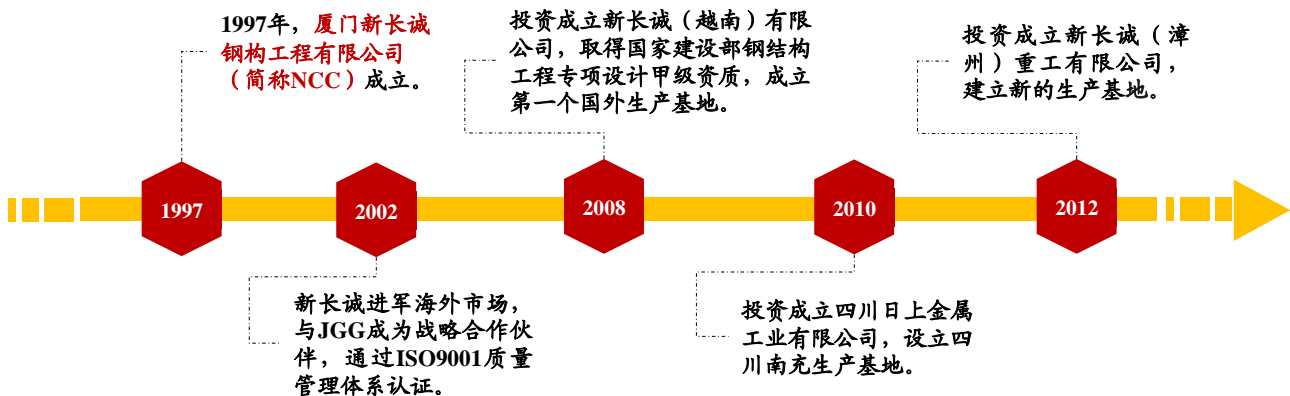 1997年，厦门新长诚
钢构工程有限公司
（简称NCC）成立。
投资成立新长诚（越南）有限
公司，取得国家建设部钢结构
工程专项设计甲级资质，成立
第一个国外生产基地。
投资成立新长诚（漳
州）重工有限公司，
建立新的生产基地。
1997
2002
2008
2010
2012
新长诚进军海外市场，
与JGG成为战略合作伙
伴，通过ISO9001质量
管理体系认证。
投资成立四川日上金属
工业有限公司，设立四
川南充生产基地。